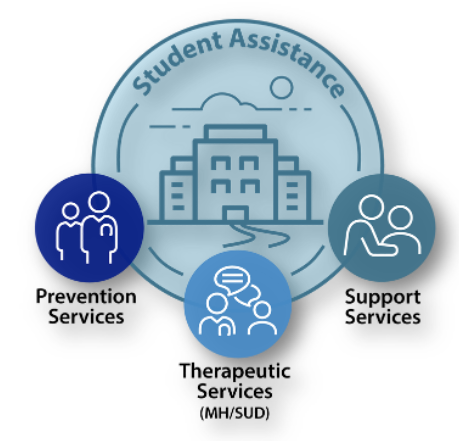 Student Assistance
Prevention
Services
Support
Services
Therapeutic
Services
(MH/SUD)